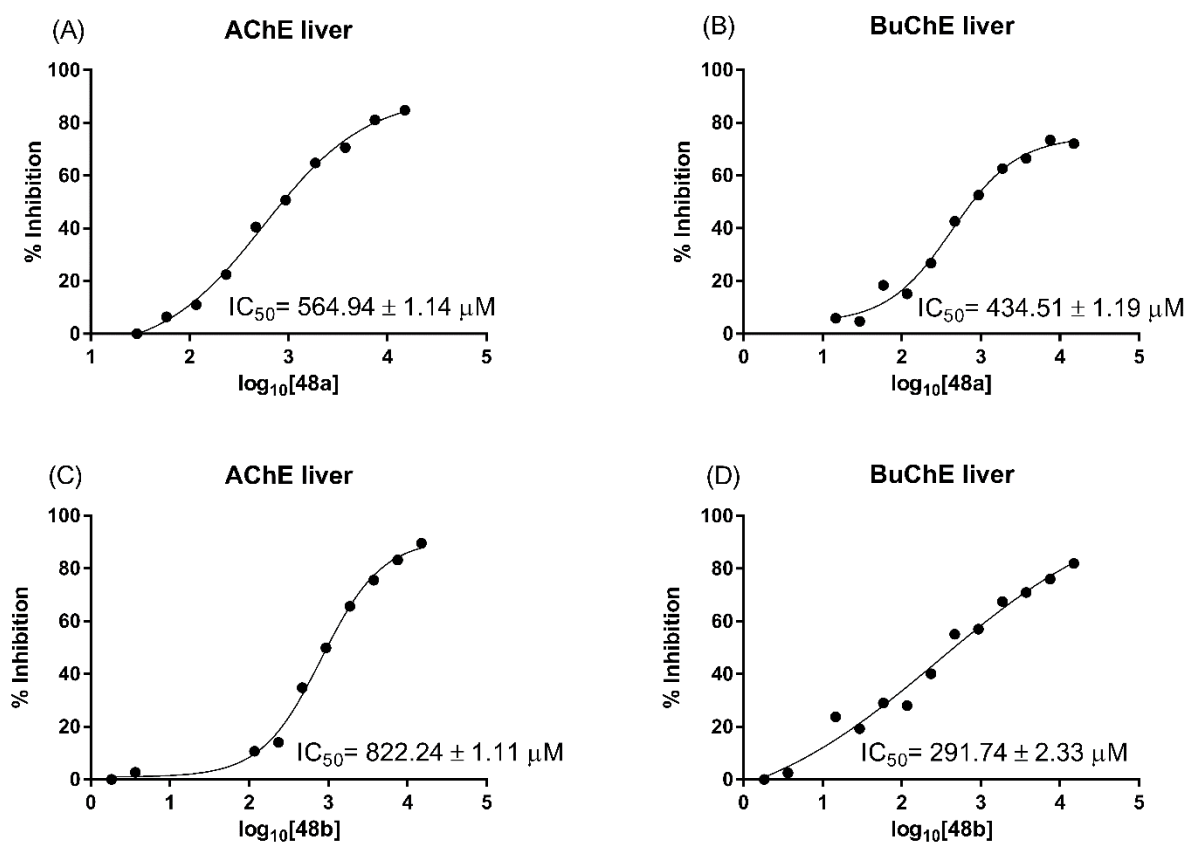 (A) AChE liver
% Inhibition
100
80
60
40
20
0
IC50= 564.94 ± 1.14 μM
1 2 3 4 5
log10[48a]
(B) BuChE liver
% Inhibition
100
80
60
40
20
0
IC50= 434.51 ± 1.19 μM
0 1 2 3 4 5
log10[48a]
(C) AChE liver
% Inhibition
100
80
60
40
20
0
IC50= 822.24 ± 1.11 μM
0 1 2 3 4 5
log10[48b]
(D) BuChE liver
% Inhibition
100
80
60
40
20
0
IC50= 291.74 ± 2.33 μM
0 1 2 3 4 5
log10[48b]